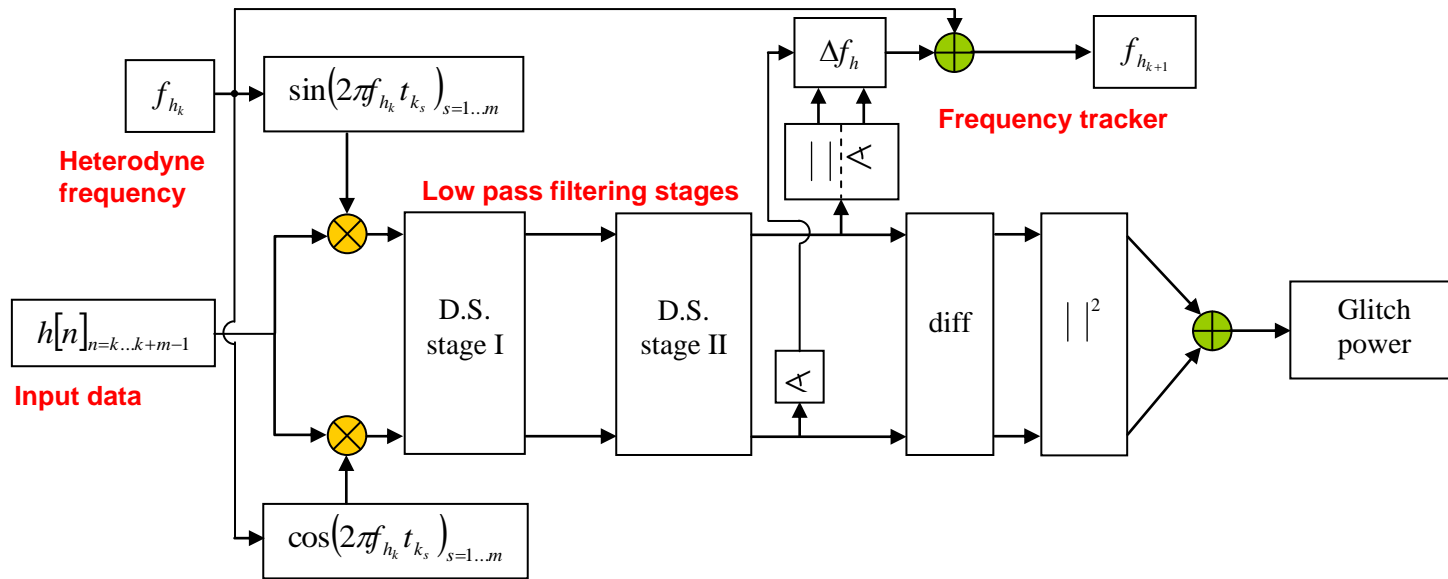 Δf_h
f_{h_{k+1}}
f_{h_k}
sin(2πf_{h_k} t_{k_s})_{s=1...m}
Frequency tracker
Heterodyne
frequency
| | ∢
Low pass filtering stages
h[n]_{n=k...k+m−1}
Input data
D.S.
stage I
D.S.
stage II
∢
diff
| |²
Glitch
power
cos(2πf_{h_k} t_{k_s})_{s=1...m}